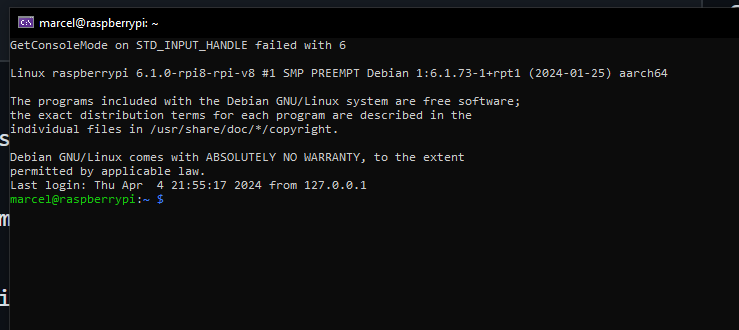 marcel@raspberrypi: ~
GetConsoleMode on STD_INPUT_HANDLE failed with 6
Linux raspberrypi 6.1.0-rpi8-rpi-v8 #1 SMP PREEMPT Debian 1:6.1.73-1+rpt1 (2024-01-25) aarch64
The programs included with the Debian GNU/Linux system are free software;
the exact distribution terms for each program are described in the
individual files in /usr/share/doc/*/copyright.
Debian GNU/Linux comes with ABSOLUTELY NO WARRANTY, to the extent
permitted by applicable law.
Last login: Thu Apr  4 21:55:17 2024 from 127.0.0.1
marcel@raspberrypi:~ $